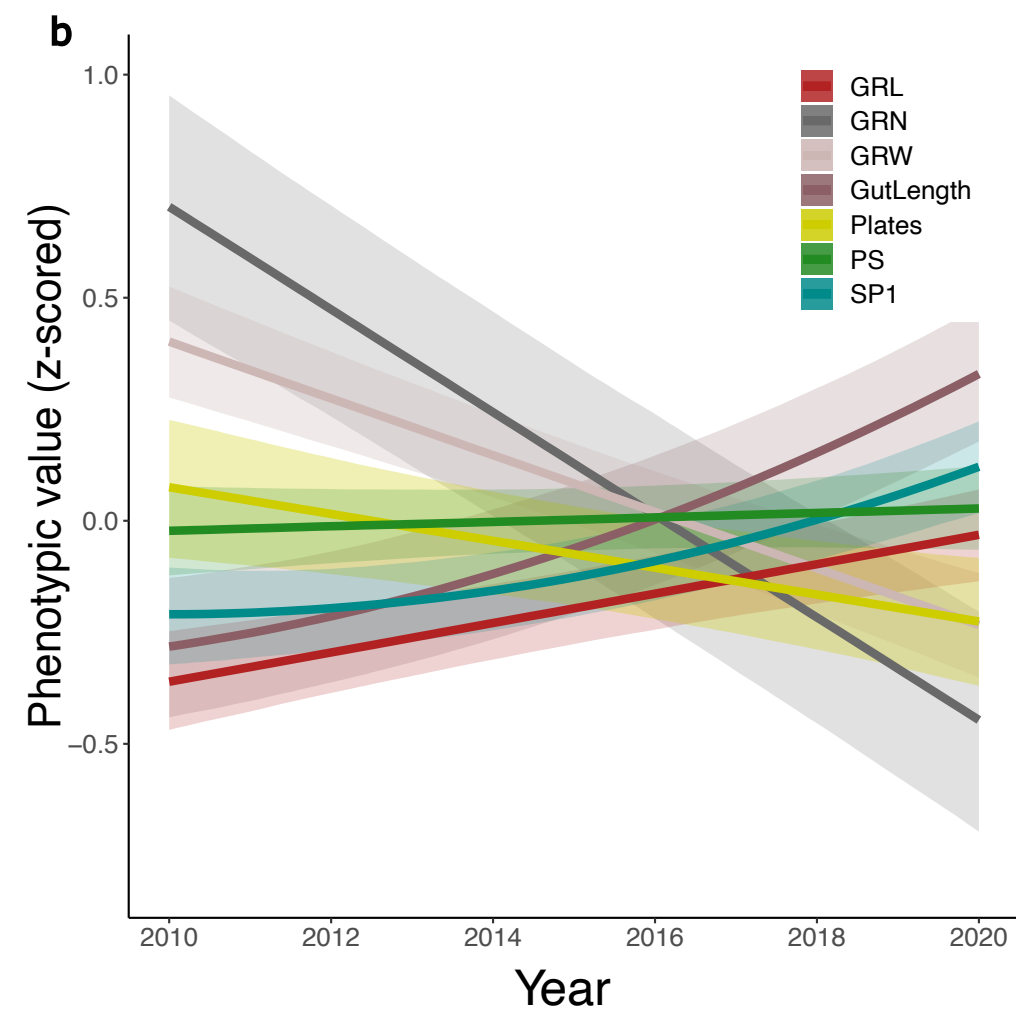 b
Phenotypic value (z-scored)
1.0
0.5
0.0
−0.5
GRL
GRN
GRW
GutLength
Plates
PS
SP1
2010 2012 2014 2016 2018 2020
Year